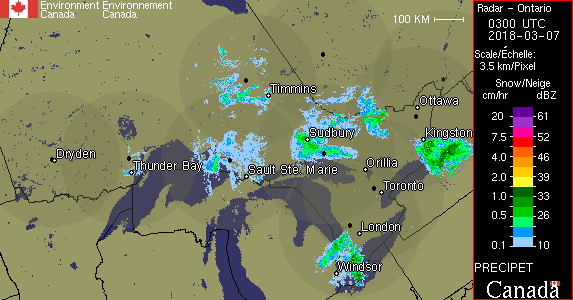 Environment Environnement
Canada Canada
100 KM
Timmins
Ottawa
Sudbury
Kingston
Dryden
Thunder Bay
Sault Ste. Marie
Orillia
Toronto
London
Windsor
Radar - Ontario
0300 UTC
2018-03-07
Scale/Échelle:
3.5 km/Pixel
Snow/Neige
cm/hr dBZ
20 61
7.5 52
4.0 46
2.0 39
1.0 33
0.5 26
0.1 10
PRECIPET
Canada